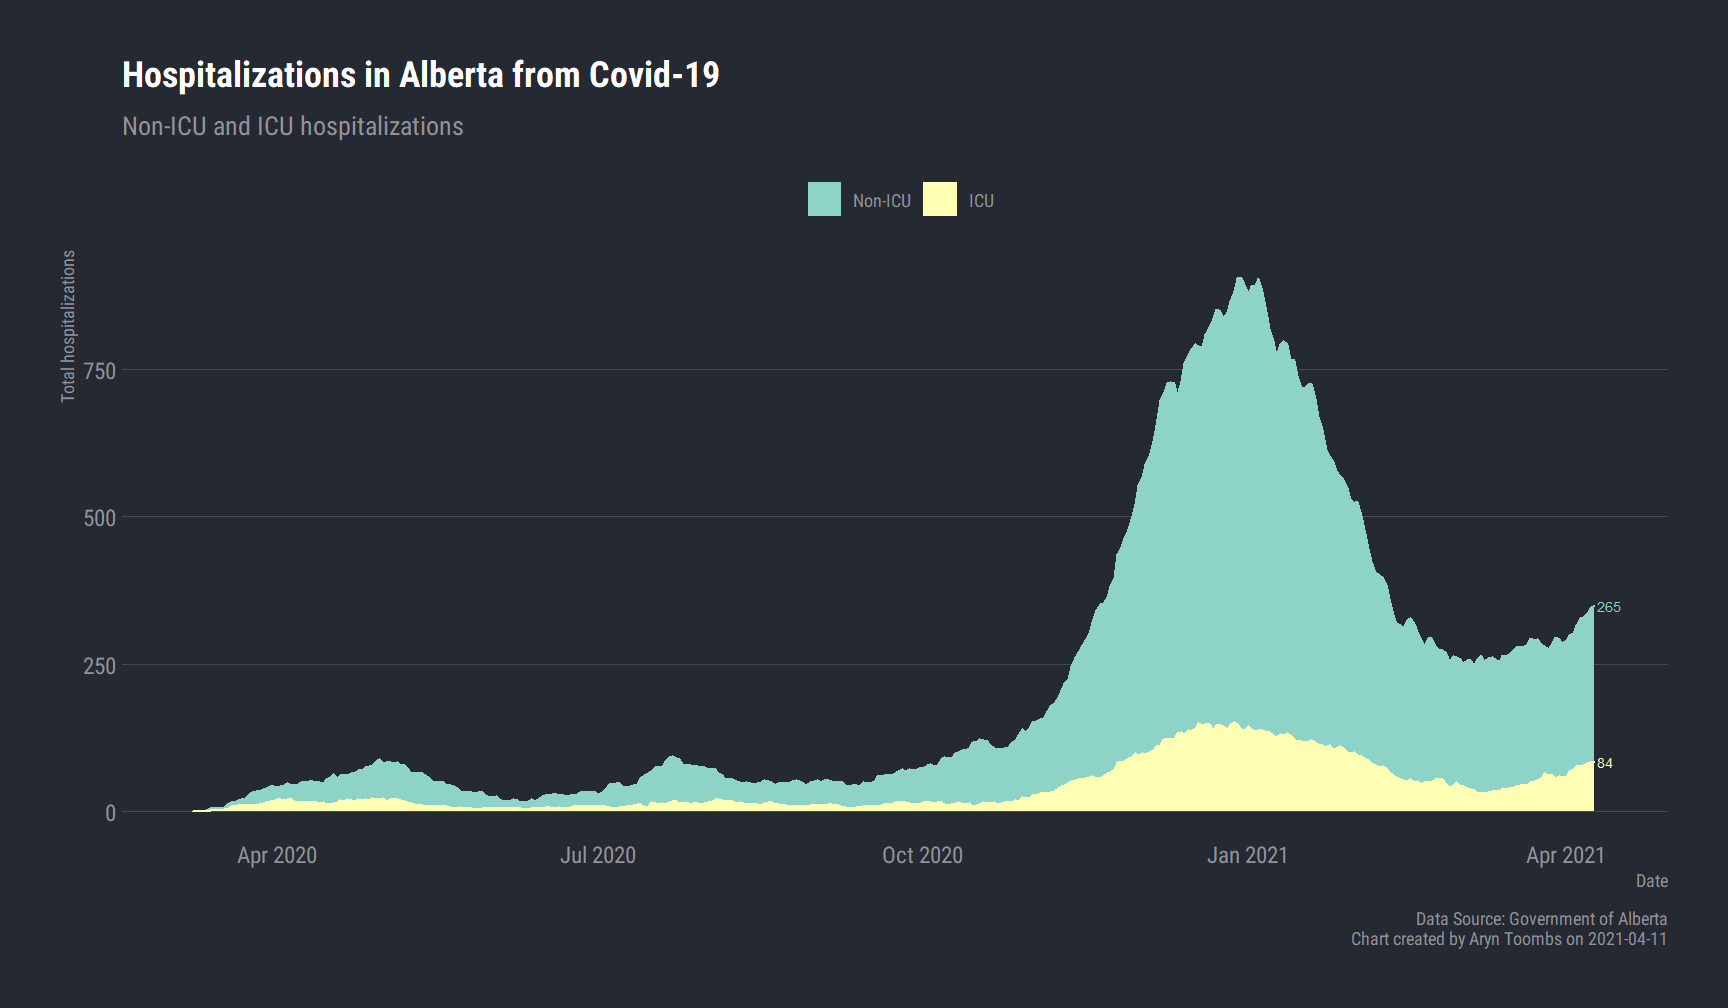 Hospitalizations in Alberta from Covid-19
Non-ICU and ICU hospitalizations
Non-ICU ICU
Total hospitalizations
750
500
250
0
265
84
Apr 2020 Jul 2020 Oct 2020 Jan 2021 Apr 2021
Date
Data Source: Government of Alberta
Chart created by Aryn Toombs on 2021-04-11